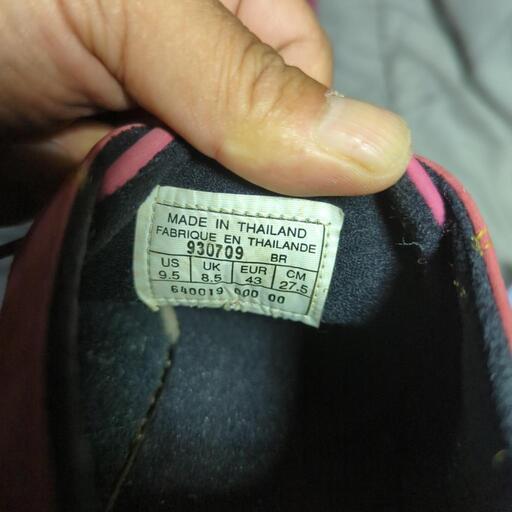 MADE IN THAILAND
FABRIQUE EN THAILANDE
930709 BR
US UK EUR CM
9.5 8.5 43 27.5
640019 000 00